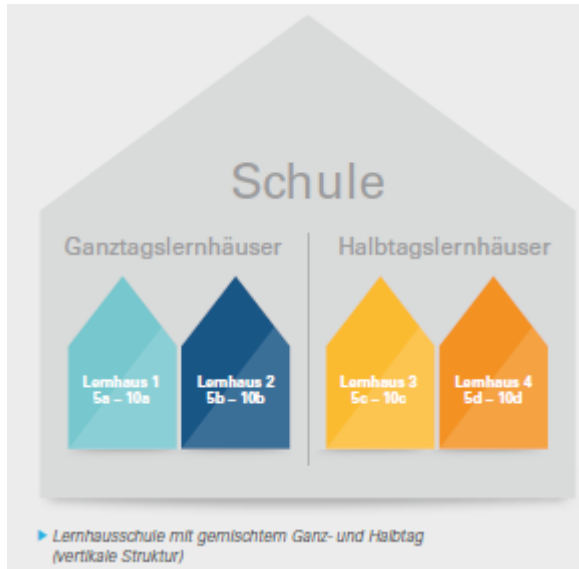 Schule
Ganztagslernhäuser
Halbtagslernhäuser
Lernhaus 1
5a – 10a
Lernhaus 2
5b – 10b
Lernhaus 3
5c – 10c
Lernhaus 4
5d – 10d
Lernhausschule mit gemischtem Ganz- und Halbtag
(vertikale Struktur)